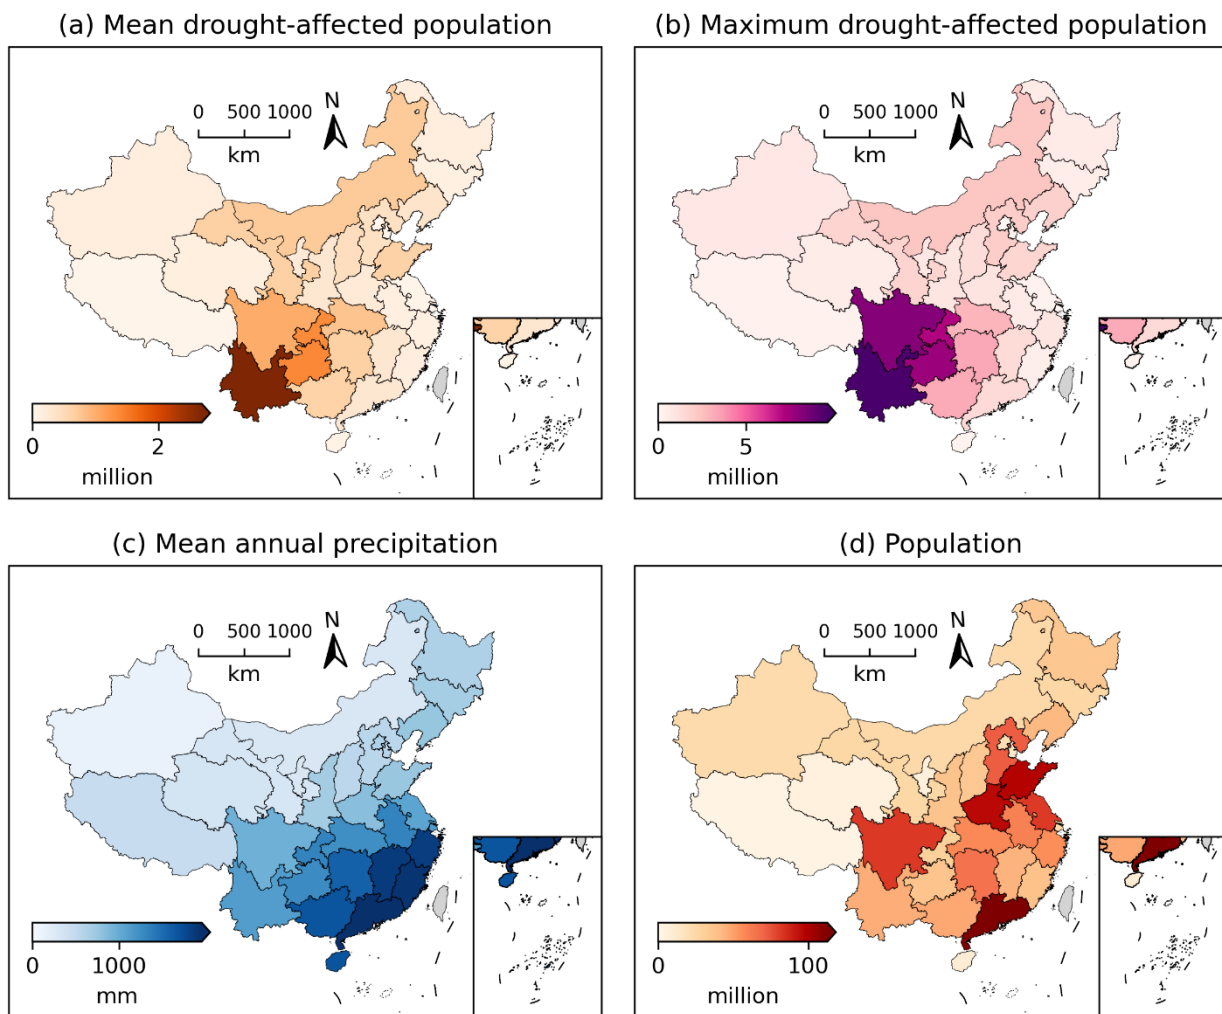 (a) Mean drought-affected population
0 500 1000
km
N
0 2
million
(b) Maximum drought-affected population
0 500 1000
km
N
0 5
million
(c) Mean annual precipitation
0 500 1000
km
N
0 1000
mm
(d) Population
0 500 1000
km
N
0 100
million